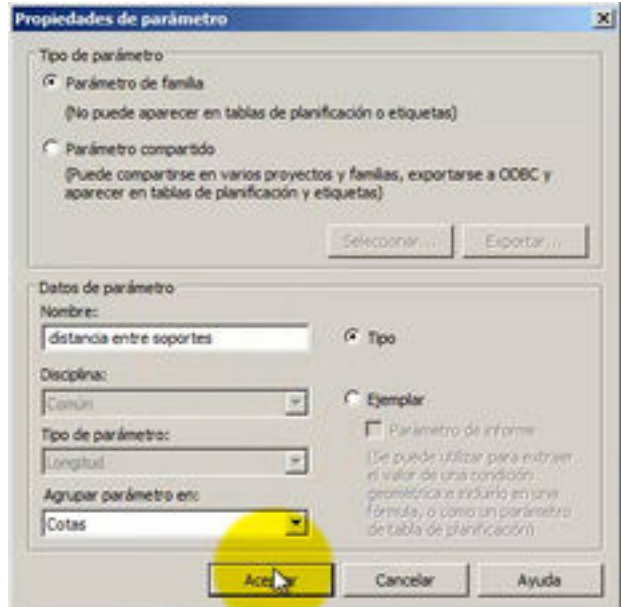 Propiedades de parámetro
Tipo de parámetro
Parámetro de familia
(No puede aparecer en tablas de planificación o etiquetas)
Parámetro compartido
(Puede compartirse en varios proyectos y familias, exportarse a ODBC y
aparecer en tablas de planificación y etiquetas)
Seleccionar... Exportar...
Datos de parámetro
Nombre:
distancia entre soportes
Tipo
Disciplina:
Común
Ejemplar
Tipo de parámetro:
Parámetro de informe
Longitud
(Se puede utilizar para extraer
el valor de una condición
geométrica e incluirlo en una
fórmula, o como un parámetro
de tabla de planificación)
Agrupar parámetro en:
Cotas
Aceptar Cancelar Ayuda